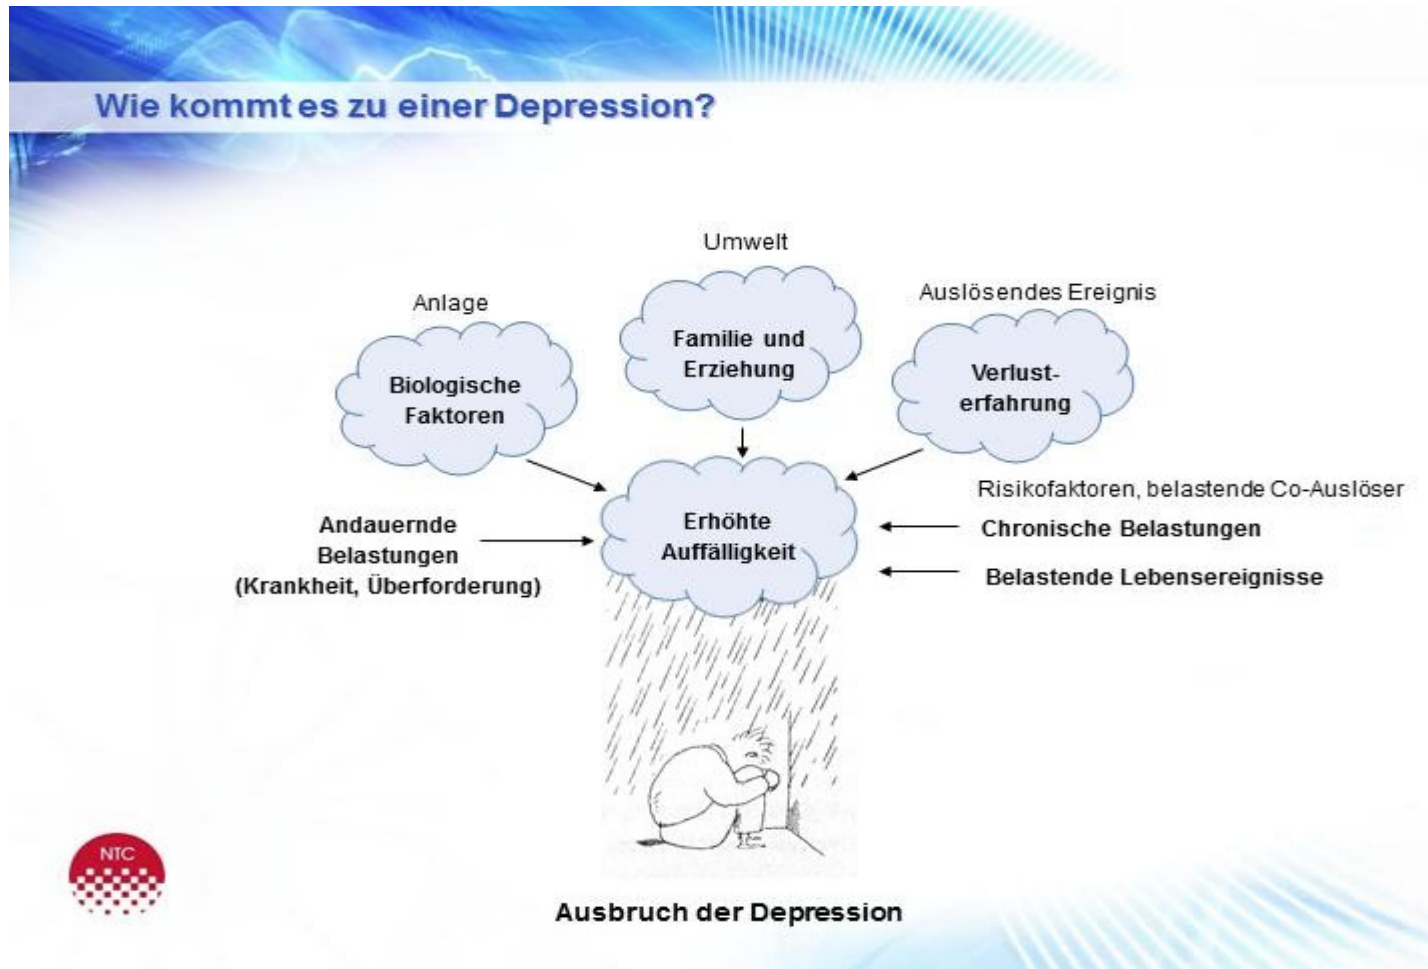 Wie kommt es zu einer Depression?
Umwelt
Familie und
Erziehung
Anlage
Biologische
Faktoren
Auslösendes Ereignis
Verlust-
erfahrung
Erhöhte
Auffälligkeit
Andauernde
Belastungen
(Krankheit, Überforderung)
Risikofaktoren, belastende Co-Auslöser
Chronische Belastungen
Belastende Lebensereignisse
NTC
Ausbruch der Depression